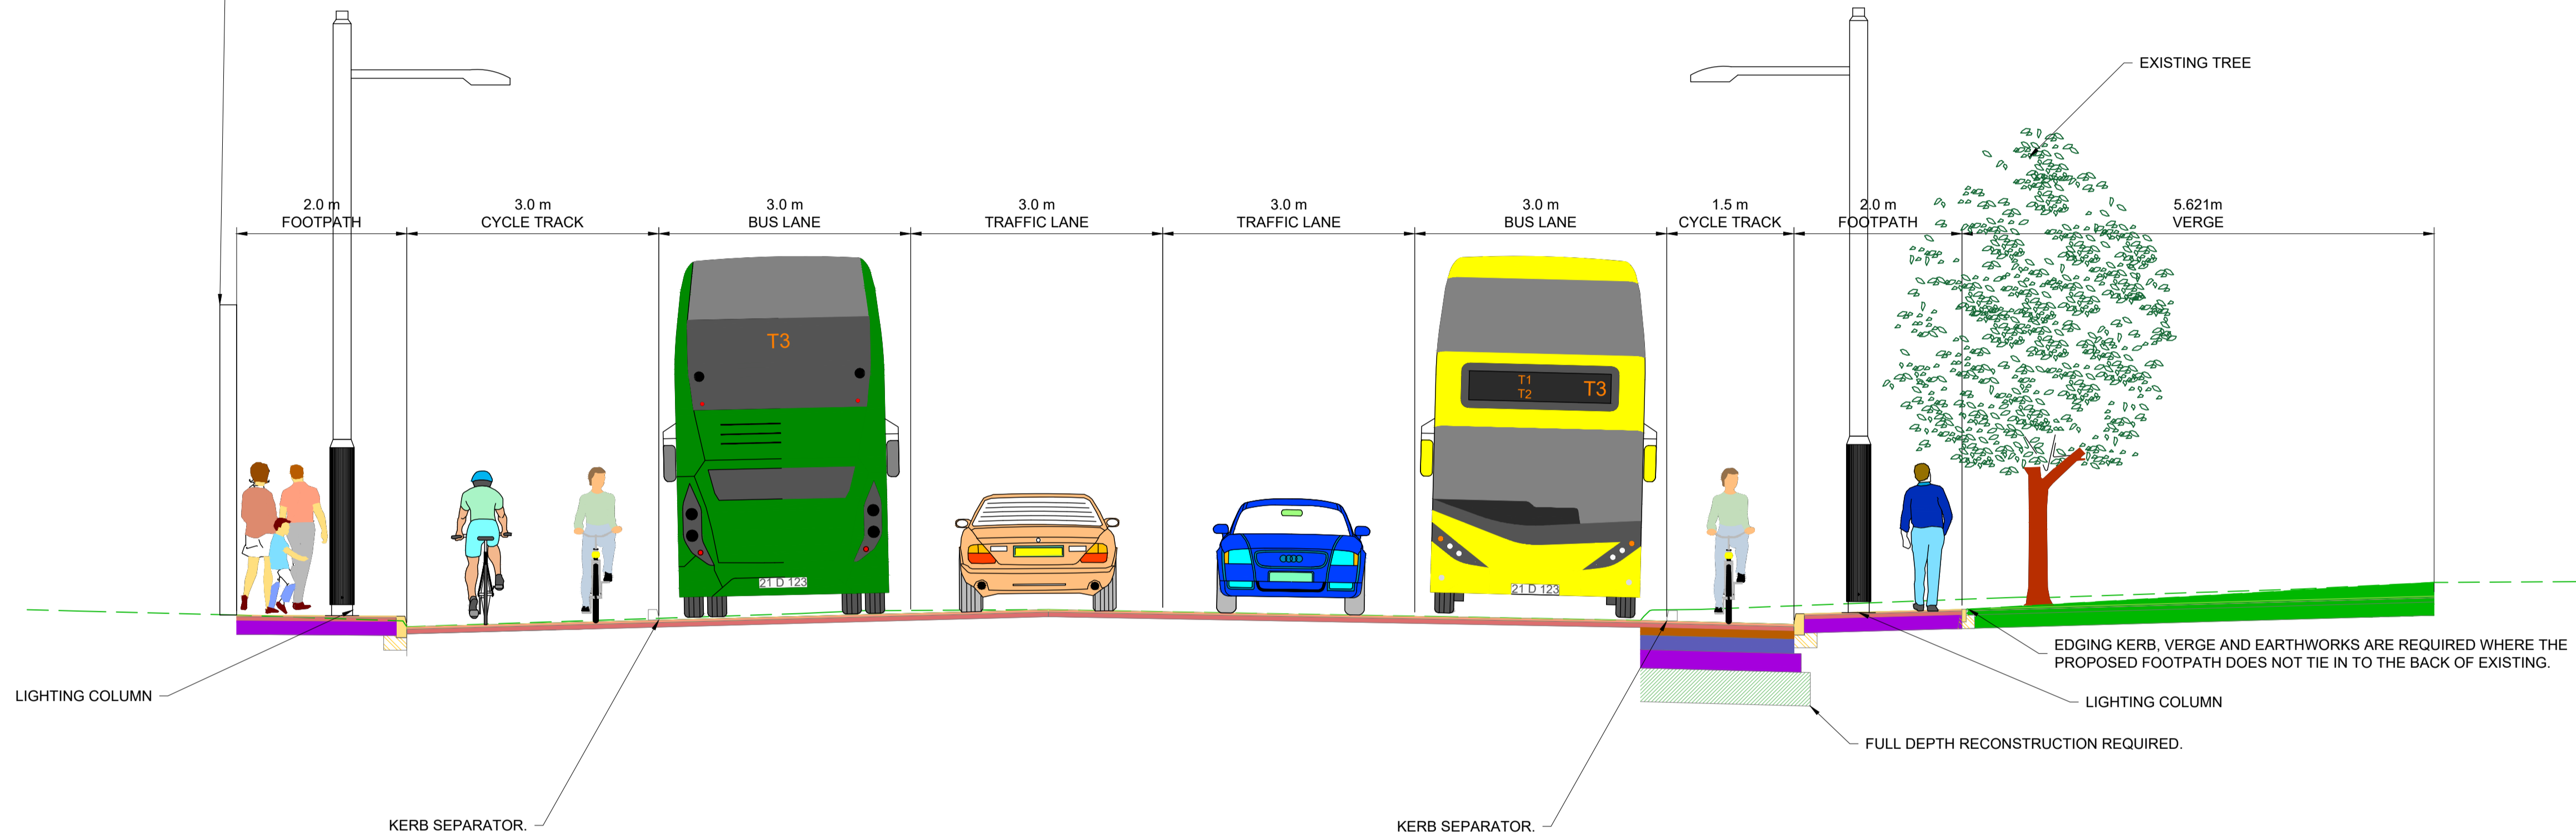 EXISTING TREE
2.0 m
FOOTPATH
3.0 m
CYCLE TRACK
3.0 m
BUS LANE
3.0 m
TRAFFIC LANE
3.0 m
TRAFFIC LANE
3.0 m
BUS LANE
1.5 m
CYCLE TRACK
2.0 m
FOOTPATH
5.621m
VERGE
T3
T1
T2
T3
21 D 123
21 D 123
EDGING KERB, VERGE AND EARTHWORKS ARE REQUIRED WHERE THE
PROPOSED FOOTPATH DOES NOT TIE IN TO THE BACK OF EXISTING.
LIGHTING COLUMN
LIGHTING COLUMN
FULL DEPTH RECONSTRUCTION REQUIRED.
KERB SEPARATOR.
KERB SEPARATOR.